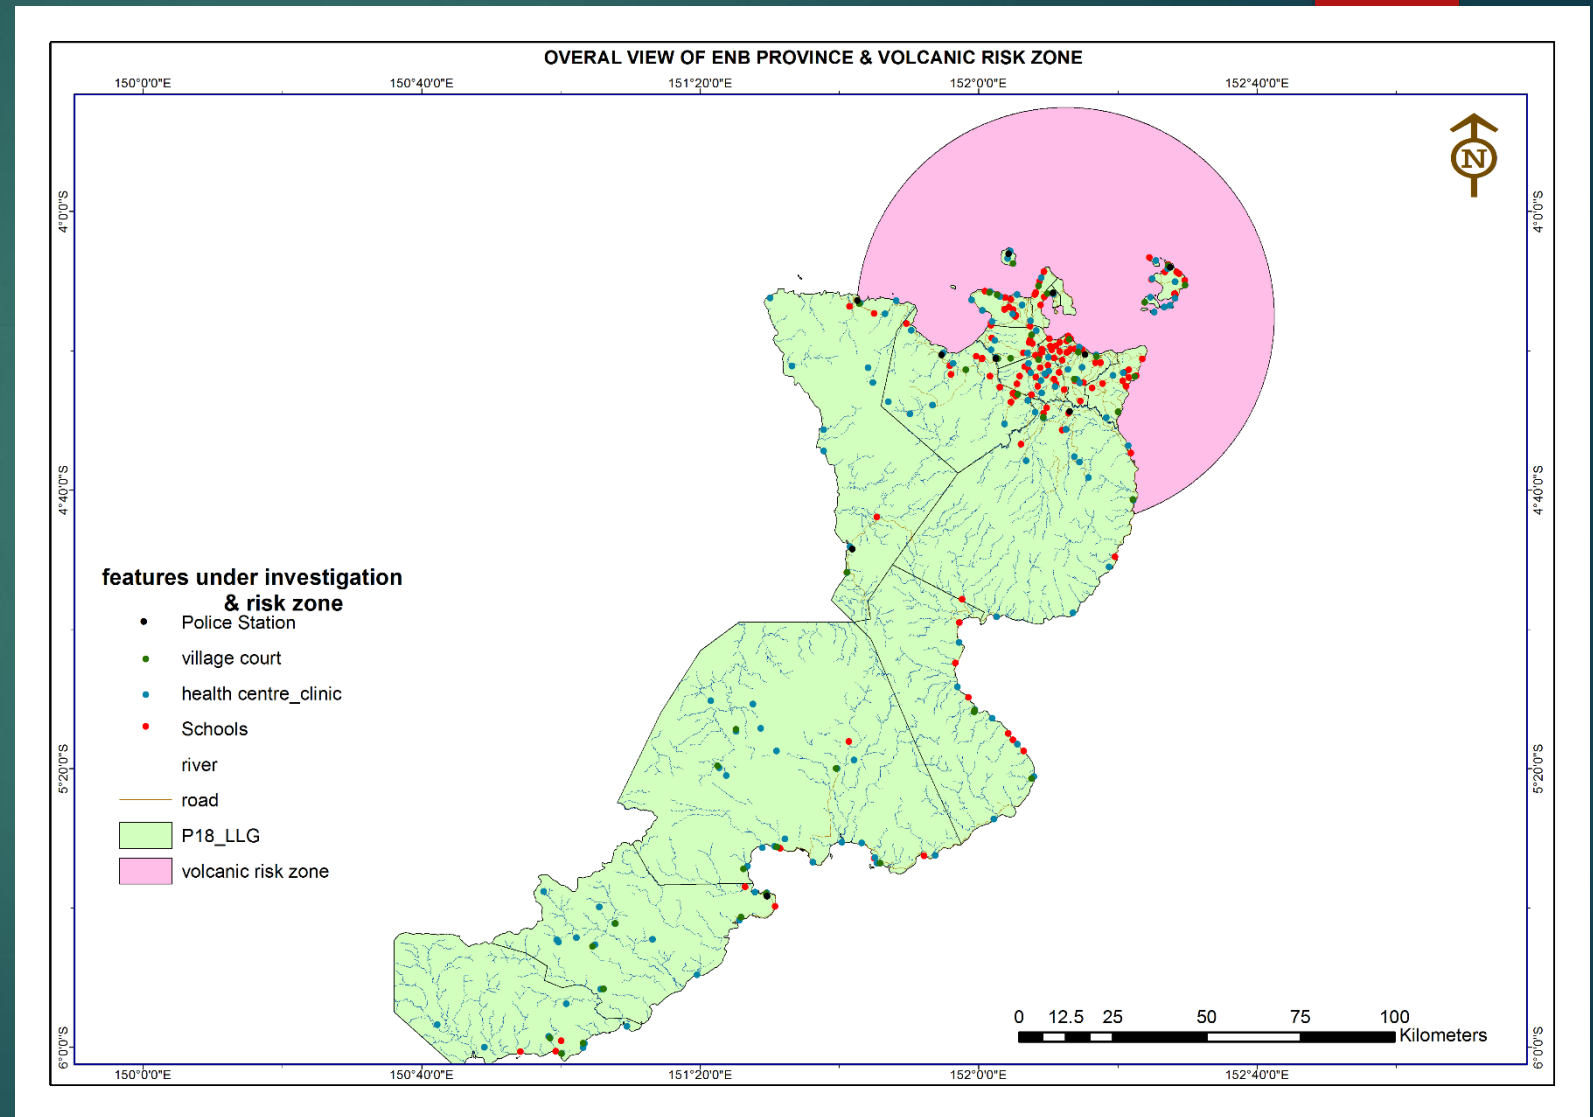 OVERAL VIEW OF ENB PROVINCE & VOLCANIC RISK ZONE
150°0'0"E 150°40'0"E 151°20'0"E 152°0'0"E 152°40'0"E
N
4°0'0"S 4°0'0"S
4°40'0"S 4°40'0"S
features under investigation
& risk zone
Police Station
village court
health centre_clinic
Schools
river
road
P18_LLG
volcanic risk zone
5°20'0"S 5°20'0"S
0 12.5 25 50 75 100
Kilometers
6°0'0"S 6°0'0"S
150°0'0"E 150°40'0"E 151°20'0"E 152°0'0"E 152°40'0"E